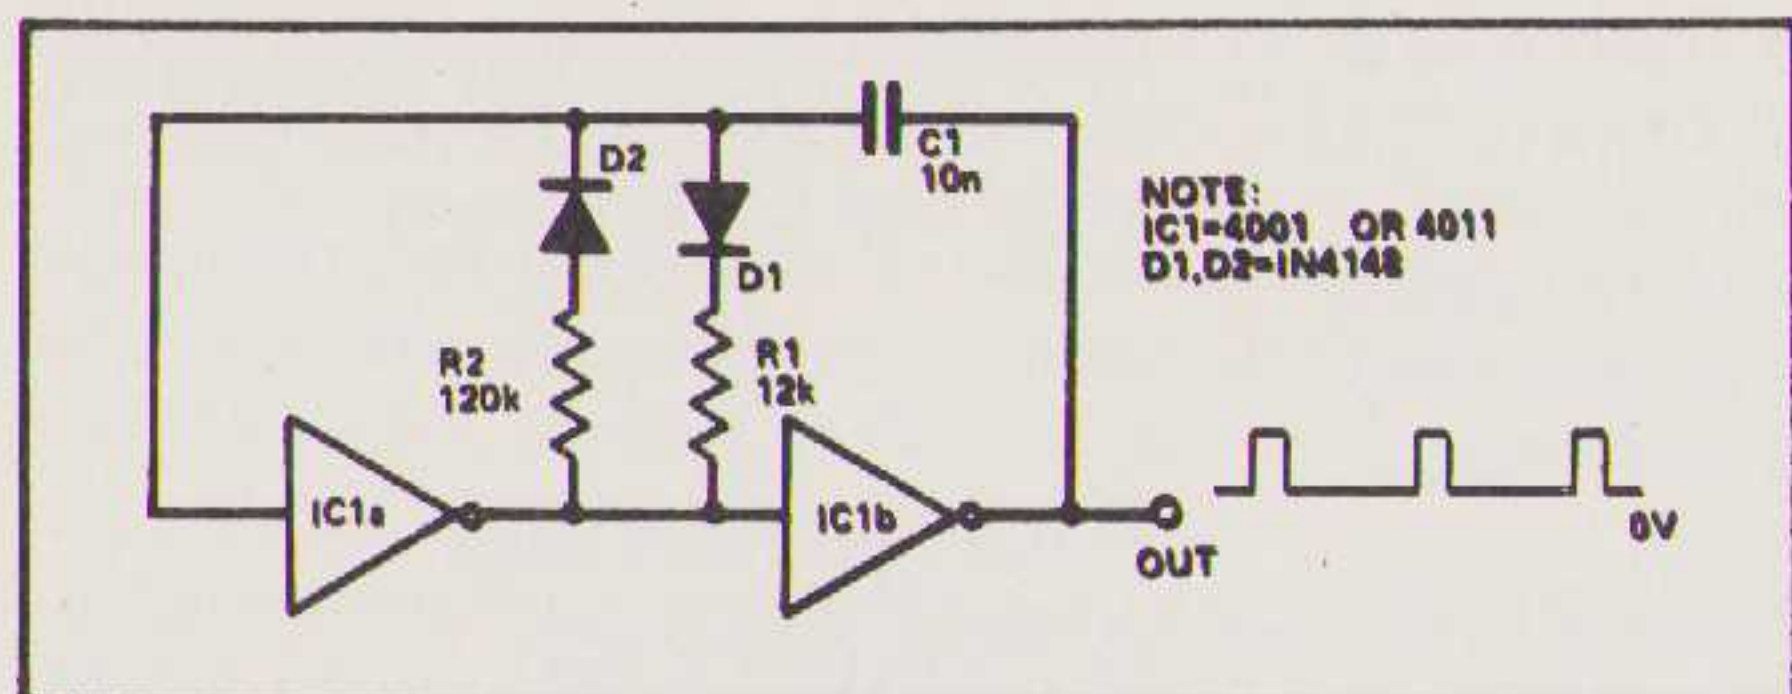 D2
C1
10n
NOTE:
IC1=4001 OR 4011
D1,D2=IN4148
D1
R2
120k
R1
12k
IC1a
IC1b
OUT
0V